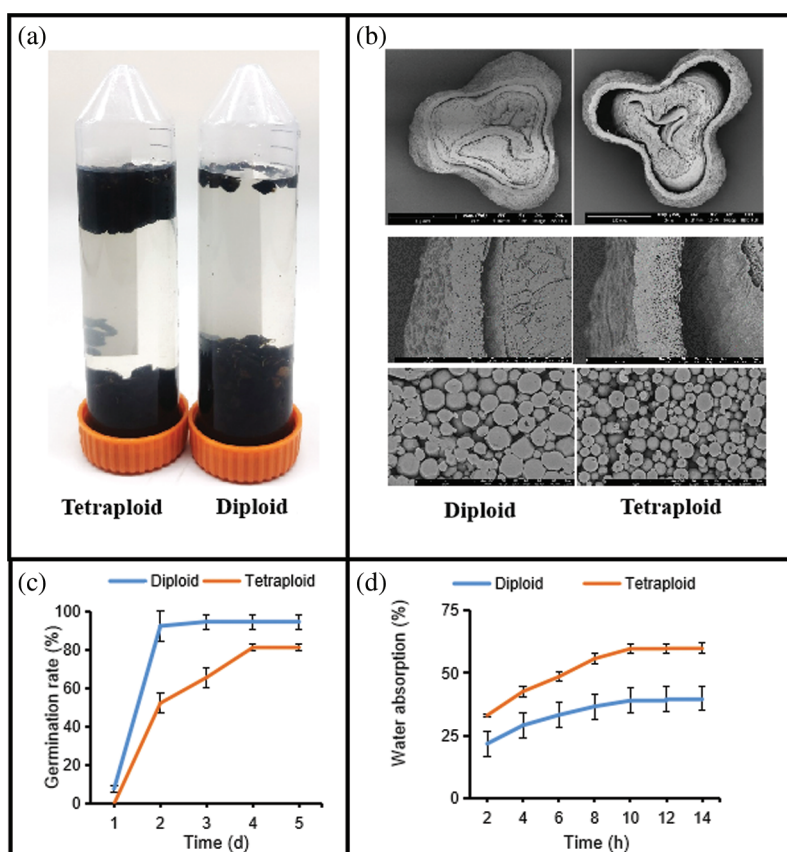 (a)
Tetraploid Diploid
(b)
Diploid Tetraploid
(c)
Diploid Tetraploid
Germination rate (%)
100
80
60
40
20
0
1 2 3 4 5
Time (d)
(d)
Diploid Tetraploid
Water absorption (%)
75
50
25
0
2 4 6 8 10 12 14
Time (h)